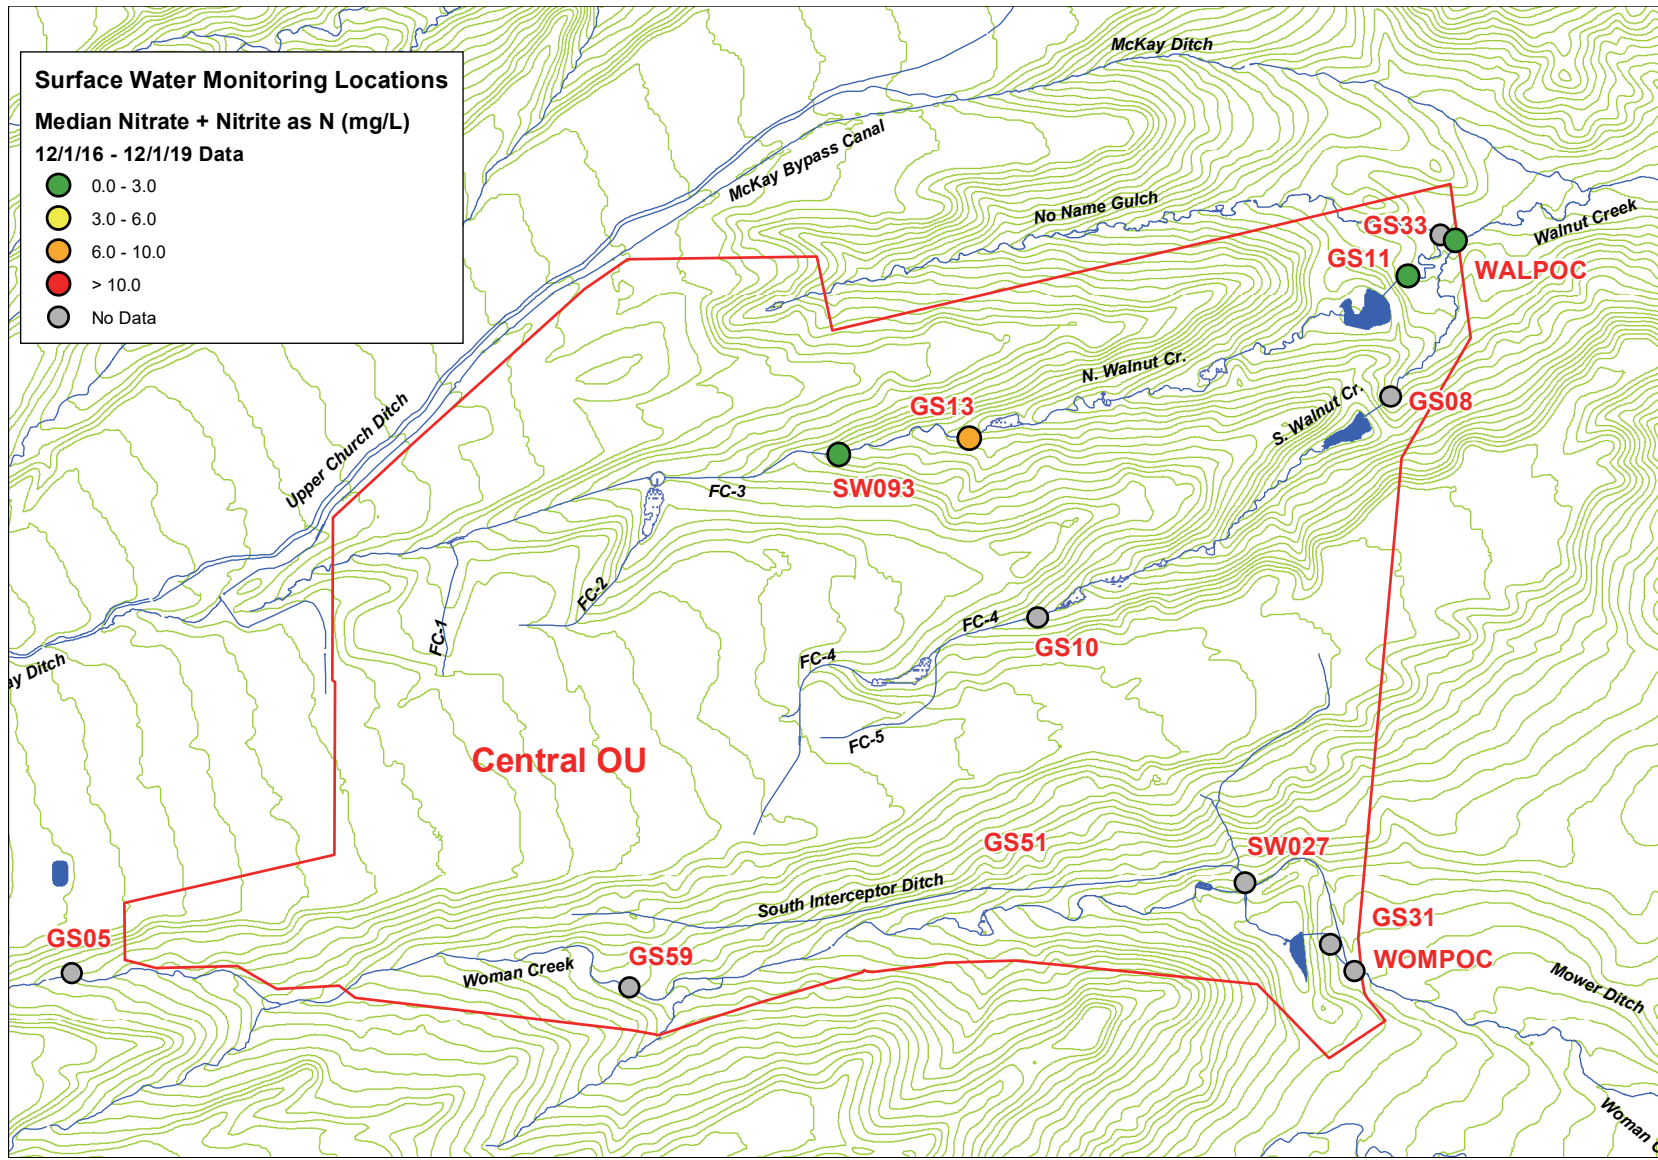 Surface Water Monitoring Locations
Median Nitrate + Nitrite as N (mg/L)
12/1/16 - 12/1/19 Data
0.0 - 3.0
3.0 - 6.0
6.0 - 10.0
> 10.0
No Data
McKay Ditch
McKay Bypass Canal
No Name Gulch
Walnut Creek
GS33
GS11
WALPOC
N. Walnut Cr.
GS08
S. Walnut Cr.
GS13
Upper Church Ditch
SW093
FC-3
FC-2
FC-1
FC-4
GS10
FC-4
ay Ditch
FC-5
Central OU
GS51
SW027
South Interceptor Ditch
GS31
GS05
GS59
WOMPOC
Woman Creek
Mower Ditch
Woman C